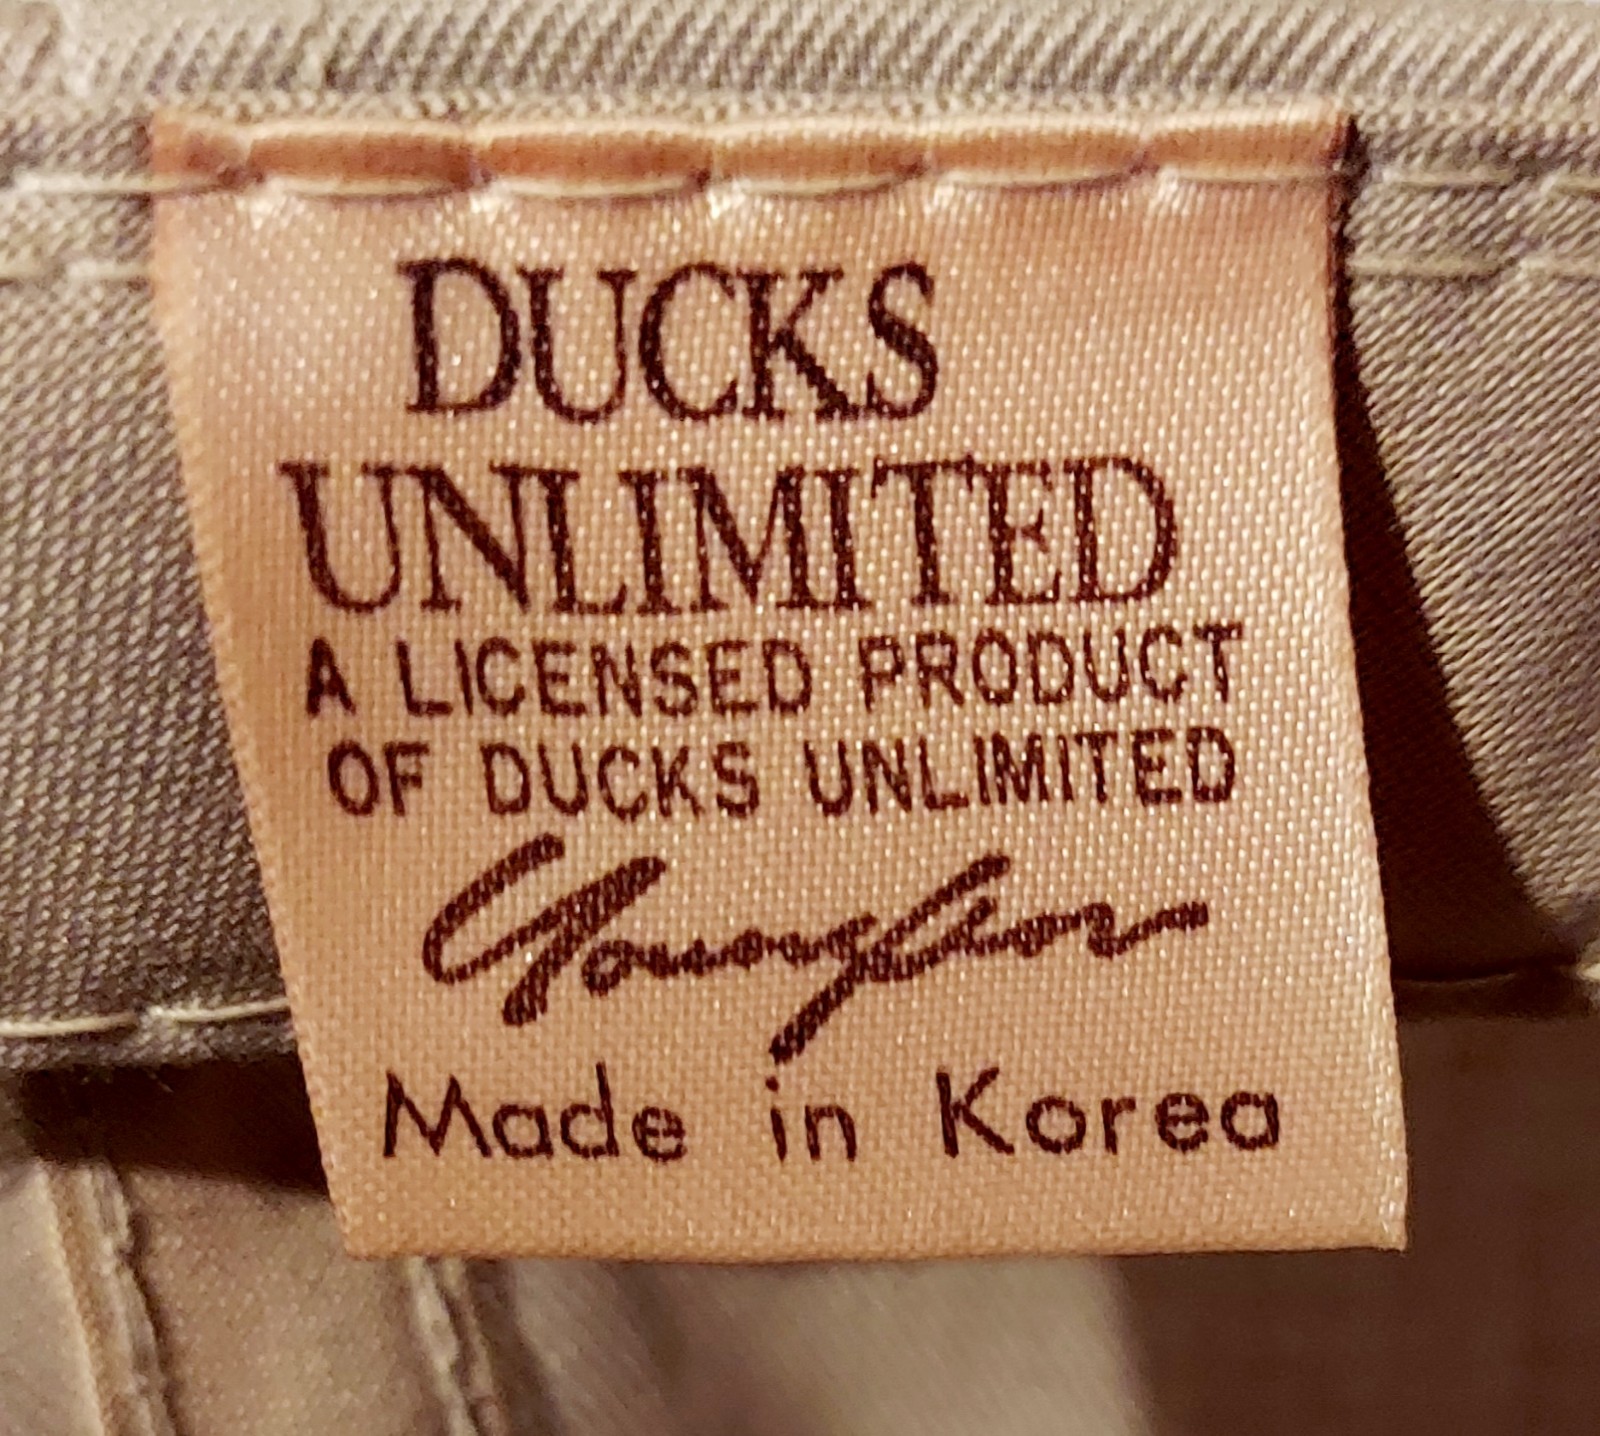 DUCKS
UNLIMITED
A LICENSED PRODUCT
OF DUCKS UNLIMITED
Youngan
Made in Korea